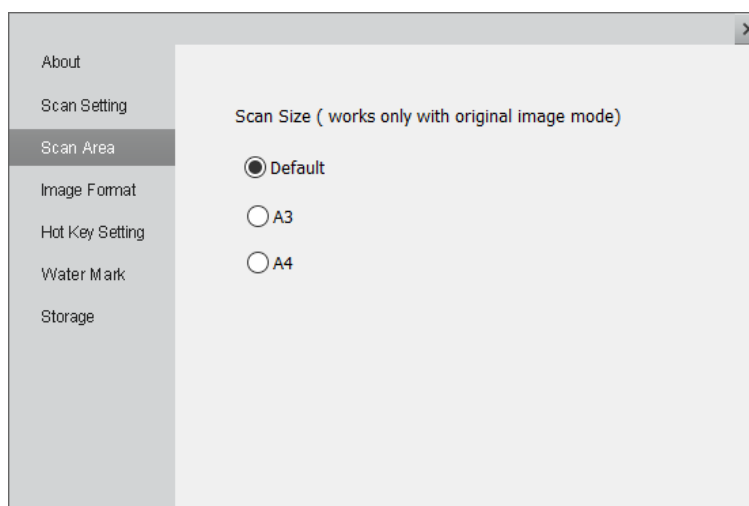 About
Scan Setting
Scan Area
Image Format
Hot Key Setting
Water Mark
Storage
Scan Size ( works only with original image mode)
Default
A3
A4